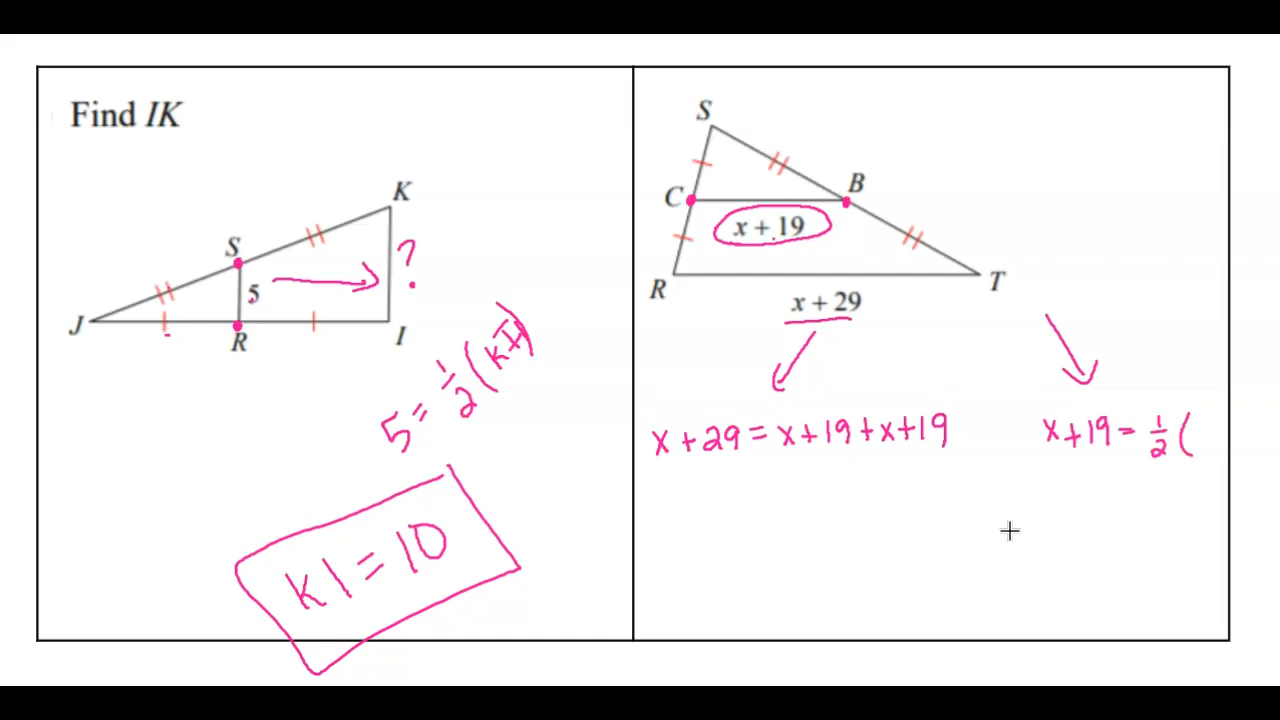 Find IK
K
S
?
5
J
R
I
5 = 1/2 (KI)
KI = 10
S
C
B
x + 19
R
T
x + 29
x + 29 = x + 19 + x + 19
x + 19 = 1/2 (